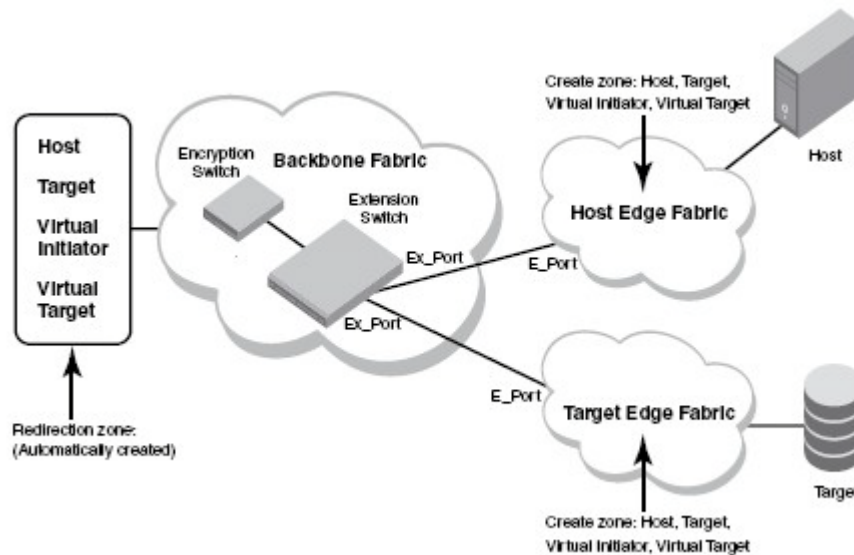 Host
Target
Virtual
Initiator
Virtual
Target
Redirection zone:
(Automatically created)
Encryption
Switch
Backbone Fabric
Extension
Switch
Ex_Port
Ex_Port
E_Port
E_Port
Create zone: Host, Target,
Virtual Initiator, Virtual Target
Host Edge Fabric
Host
Target Edge Fabric
Target
Create zone: Host, Target,
Virtual Initiator, Virtual Target